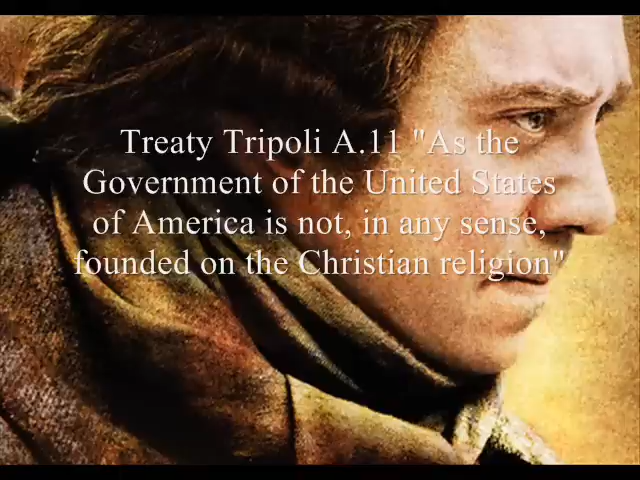 Treaty Tripoli A.11 "As the
Government of the United States
of America is not, in any sense,
founded on the Christian religion"